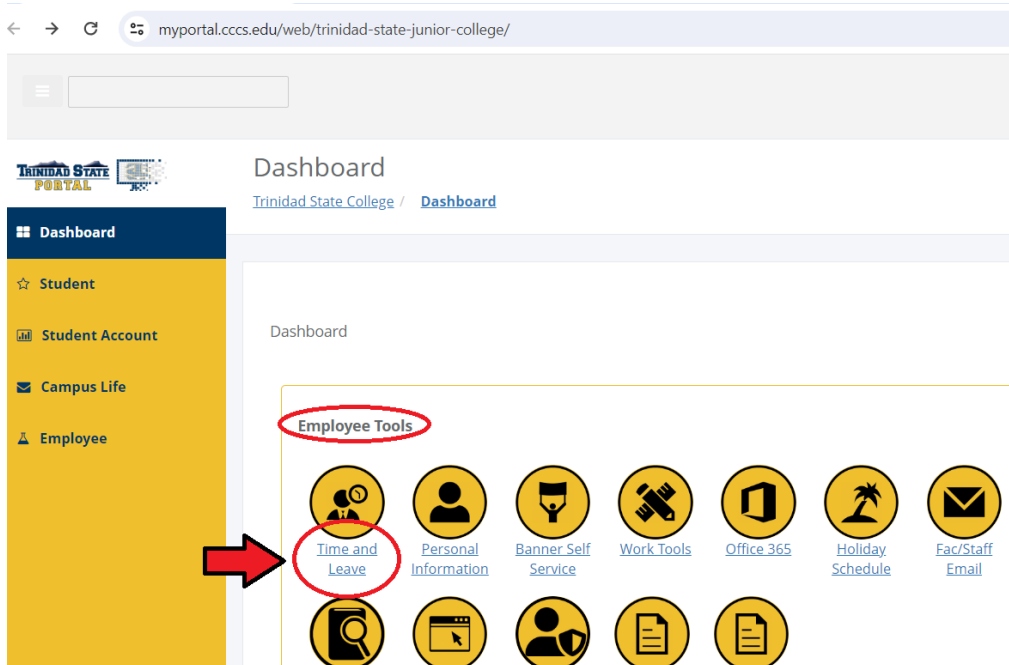 myportal.cccs.edu/web/trinidad-state-junior-college/
TRINIDAD STATE
PORTAL
Dashboard
Trinidad State College / Dashboard
Dashboard
Student
Student Account
Campus Life
Employee
Dashboard
Employee Tools
Time and
Leave
Personal
Information
Banner Self
Service
Work Tools
Office 365
Holiday
Schedule
Fac/Staff
Email